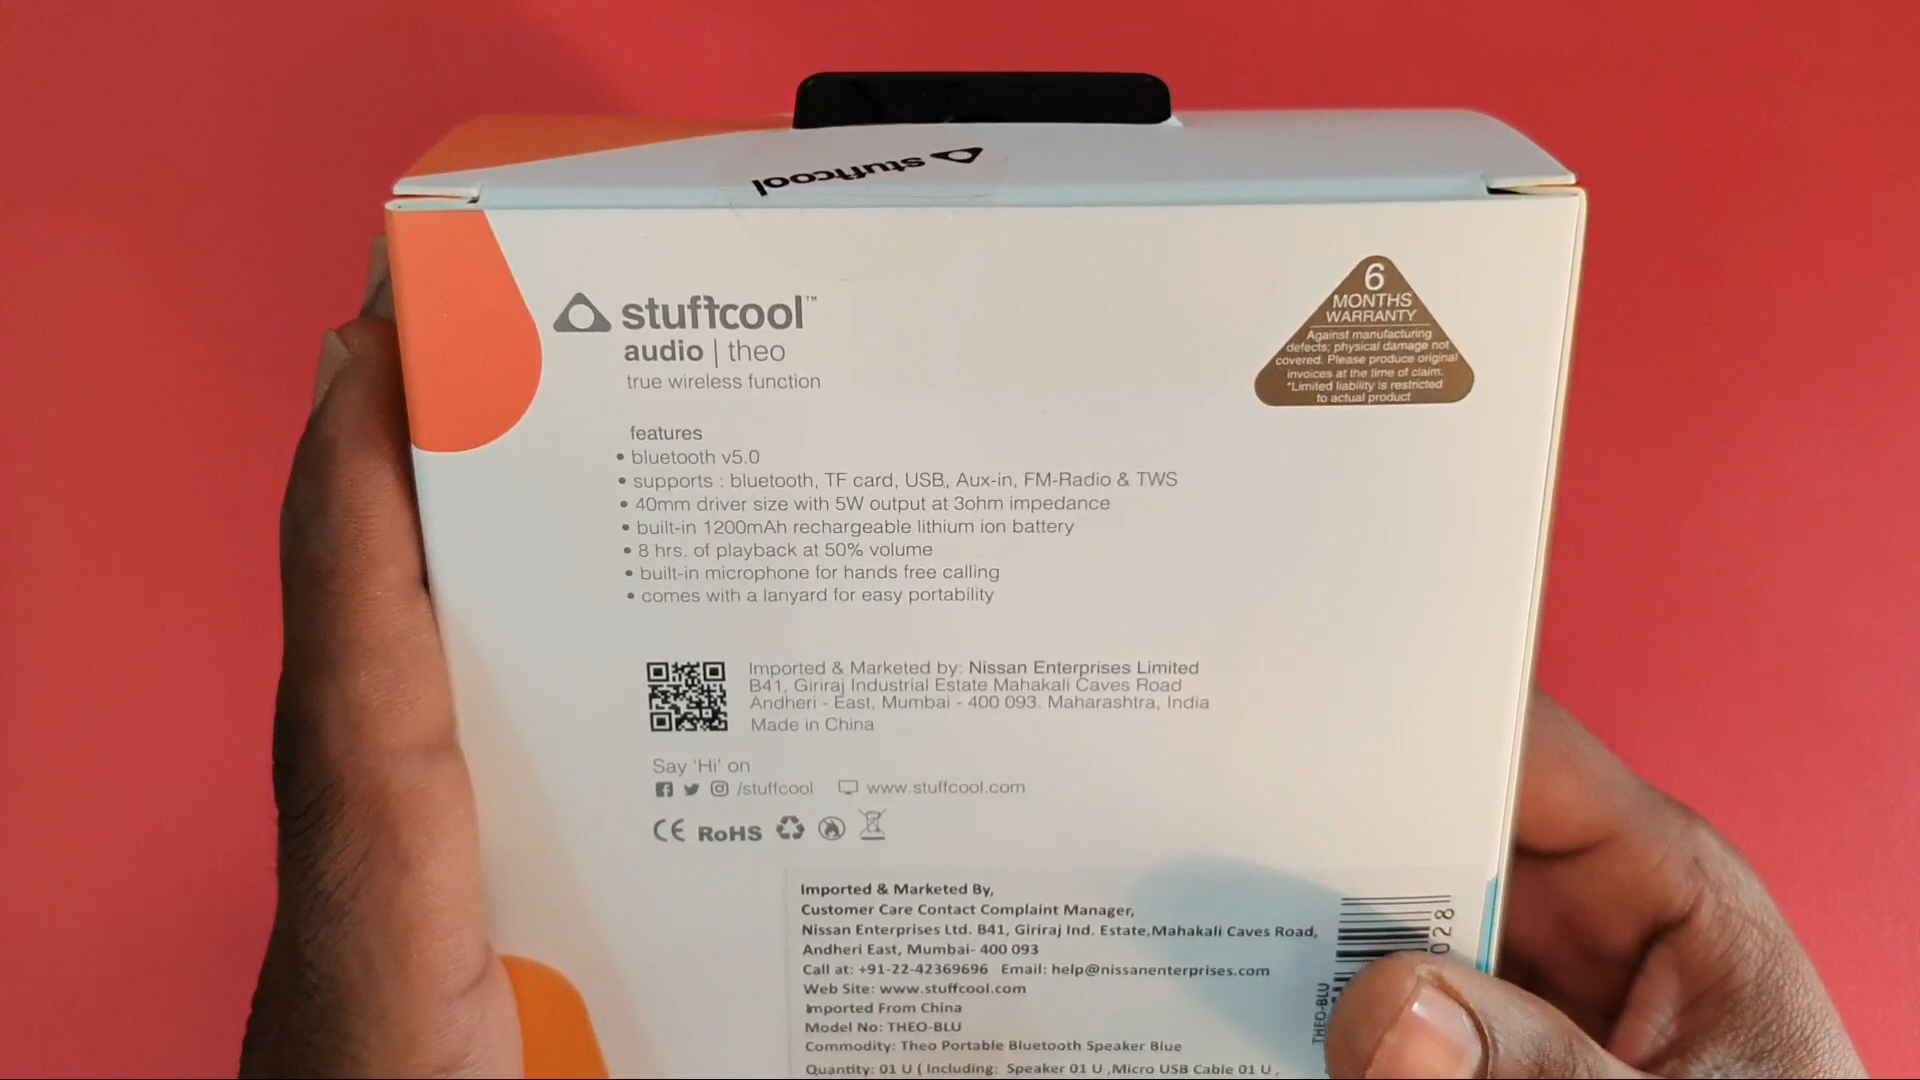 stuffcool
stuffcool™
audio | theo
true wireless function
6
MONTHS
WARRANTY
Against manufacturing
defects; physical damage not
covered. Please produce original
invoices at the time of claim.
*Limited liability is restricted
to actual product
features
• bluetooth v5.0
• supports : bluetooth, TF card, USB, Aux-in, FM-Radio & TWS
• 40mm driver size with 5W output at 3ohm impedance
• built-in 1200mAh rechargeable lithium ion battery
• 8 hrs. of playback at 50% volume
• built-in microphone for hands free calling
• comes with a lanyard for easy portability
Imported & Marketed by: Nissan Enterprises Limited
B41, Giriraj Industrial Estate Mahakali Caves Road
Andheri - East, Mumbai - 400 093. Maharashtra, India
Made in China
Say 'Hi' on
/stuffcool www.stuffcool.com
CE RoHS
Imported & Marketed By,
Customer Care Contact Complaint Manager,
Nissan Enterprises Ltd. B41, Giriraj Ind. Estate,Mahakali Caves Road,
Andheri East, Mumbai- 400 093
Call at: +91-22-42369696 Email: help@nissanenterprises.com
Web Site: www.stuffcool.com
Imported From China
Model No: THEO-BLU
Commodity: Theo Portable Bluetooth Speaker Blue
Quantity: 01 U ( Including: Speaker 01 U ,Micro USB Cable 01 U ,
THEO-BLU
028